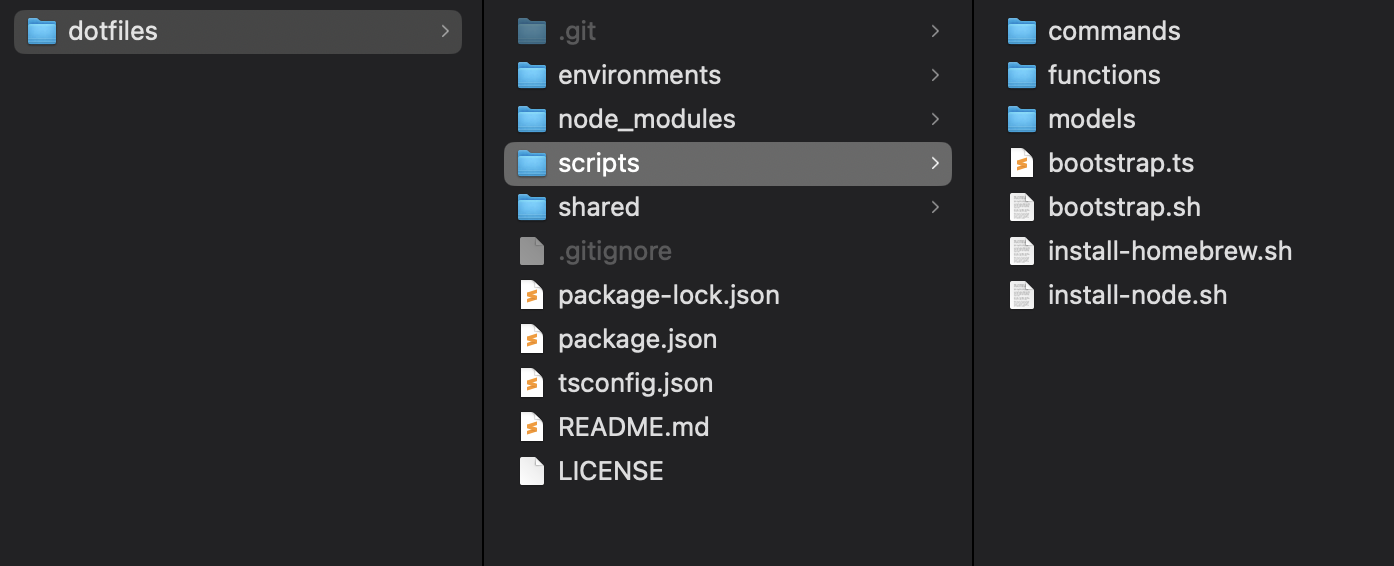 dotfiles
.git
environments
node_modules
scripts
shared
.gitignore
package-lock.json
package.json
tsconfig.json
README.md
LICENSE
commands
functions
models
bootstrap.ts
bootstrap.sh
install-homebrew.sh
install-node.sh